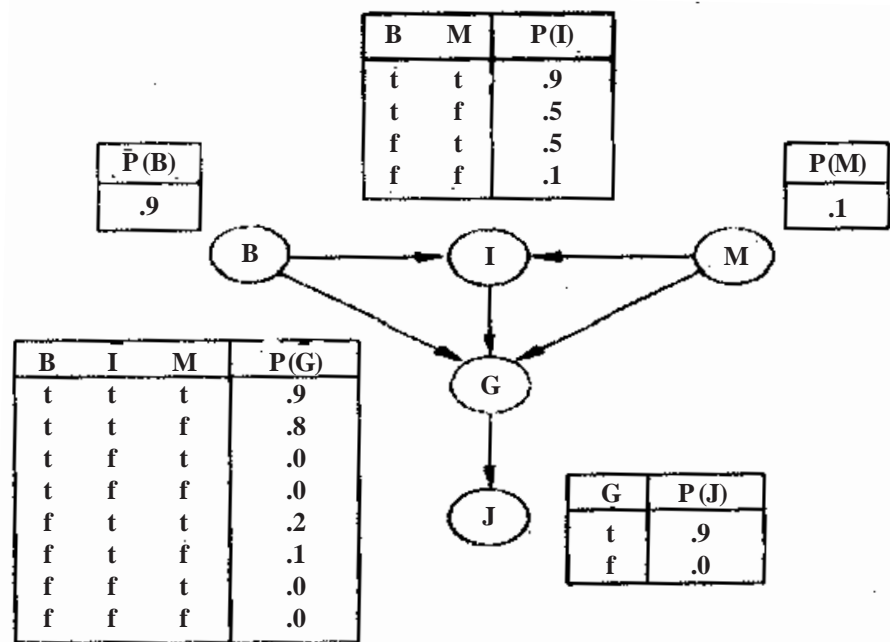 B M P(I)
t t .9
t f .5
f t .5
f f .1
P(B)
.9
P(M)
.1
B
I
M
B I M P(G)
t t t .9
t t f .8
t f t .0
t f f .0
f t t .2
f t f .1
f f t .0
f f f .0
G
J
G P(J)
t .9
f .0